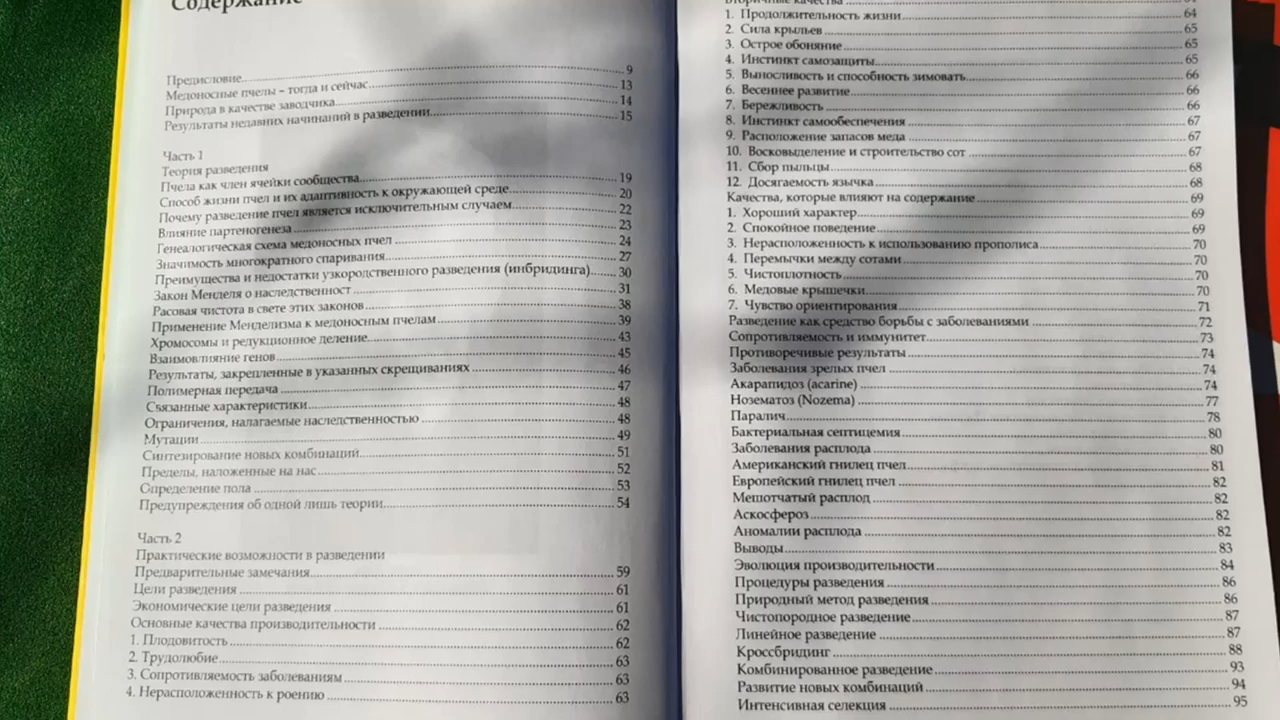 Содержание
Предисловие 9
Медоносные пчелы – тогда и сейчас 13
Природа в качестве заводчика 14
Результаты недавних начинаний в разведении 15
Часть 1
Теория разведения
Пчела как член ячейки сообщества 19
Способ жизни пчел и их адаптивность к окружающей среде 20
Почему разведение пчел является исключительным случаем 22
Влияние партеногенеза 23
Генеалогическая схема медоносных пчел 24
Значимость многократного спаривания 27
Преимущества и недостатки узкородственного разведения (инбридинга) 30
Закон Менделя о наследственност 31
Расовая чистота в свете этих законов 38
Применение Менделизма к медоносным пчелам 39
Хромосомы и редукционное деление 43
Взаимовлияние генов 45
Результаты, закрепленные в указанных скрещиваниях 46
Полимерная передача 47
Связанные характеристики 48
Ограничения, налагаемые наследственностью 48
Мутации 49
Синтезирование новых комбинаций 51
Пределы, наложенные на нас 52
Определение пола 53
Предупреждения об одной лишь теории 54
Часть 2
Практические возможности в разведении
Предварительные замечания 59
Цели разведения 61
Экономические цели разведения 61
Основные качества производительности 62
1. Плодовитость 62
2. Трудолюбие 63
3. Сопротивляемость заболеваниям 63
4. Нерасположенность к роению 63
Вторичные качества 64
1. Продолжительность жизни 64
2. Сила крыльев 65
3. Острое обоняние 65
4. Инстинкт самозащиты 65
5. Выносливость и способность зимовать 66
6. Весеннее развитие 66
7. Бережливость 66
8. Инстинкт самообеспечения 67
9. Расположение запасов меда 67
10. Восковыделение и строительство сот 67
11. Сбор пыльцы 68
12. Досягаемость язычка 68
Качества, которые влияют на содержание 69
1. Хороший характер 69
2. Спокойное поведение 69
3. Нерасположенность к использованию прополиса 70
4. Перемычки между сотами 70
5. Чистоплотность 70
6. Медовые крышечки 70
7. Чувство ориентирования 71
Разведение как средство борьбы с заболеваниями 72
Сопротивляемость и иммунитет 73
Противоречивые результаты 74
Заболевания зрелых пчел 74
Акарапидоз (acarine) 74
Нозематоз (Nozema) 77
Паралич 78
Бактериальная септицемия 80
Заболевания расплода 80
Американский гнилец пчел 81
Европейский гнилец пчел 82
Мешотчатый расплод 82
Аскосфероз 82
Аномалии расплода 82
Выводы 83
Эволюция производительности 84
Процедуры разведения 86
Природный метод разведения 86
Чистопородное разведение 87
Линейное разведение 87
Кроссбридинг 88
Комбинированное разведение 93
Развитие новых комбинаций 94
Интенсивная селекция 95